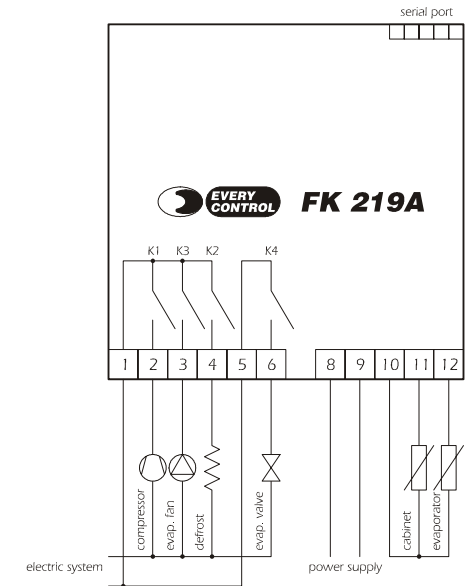 serial port
EVERY
CONTROL
FK 219A
K1 K3 K2 K4
1 2 3 4 5 6 8 9 10 11 12
compressor
evap. fan
defrost
evap. valve
cabinet
evaporator
electric system
power supply